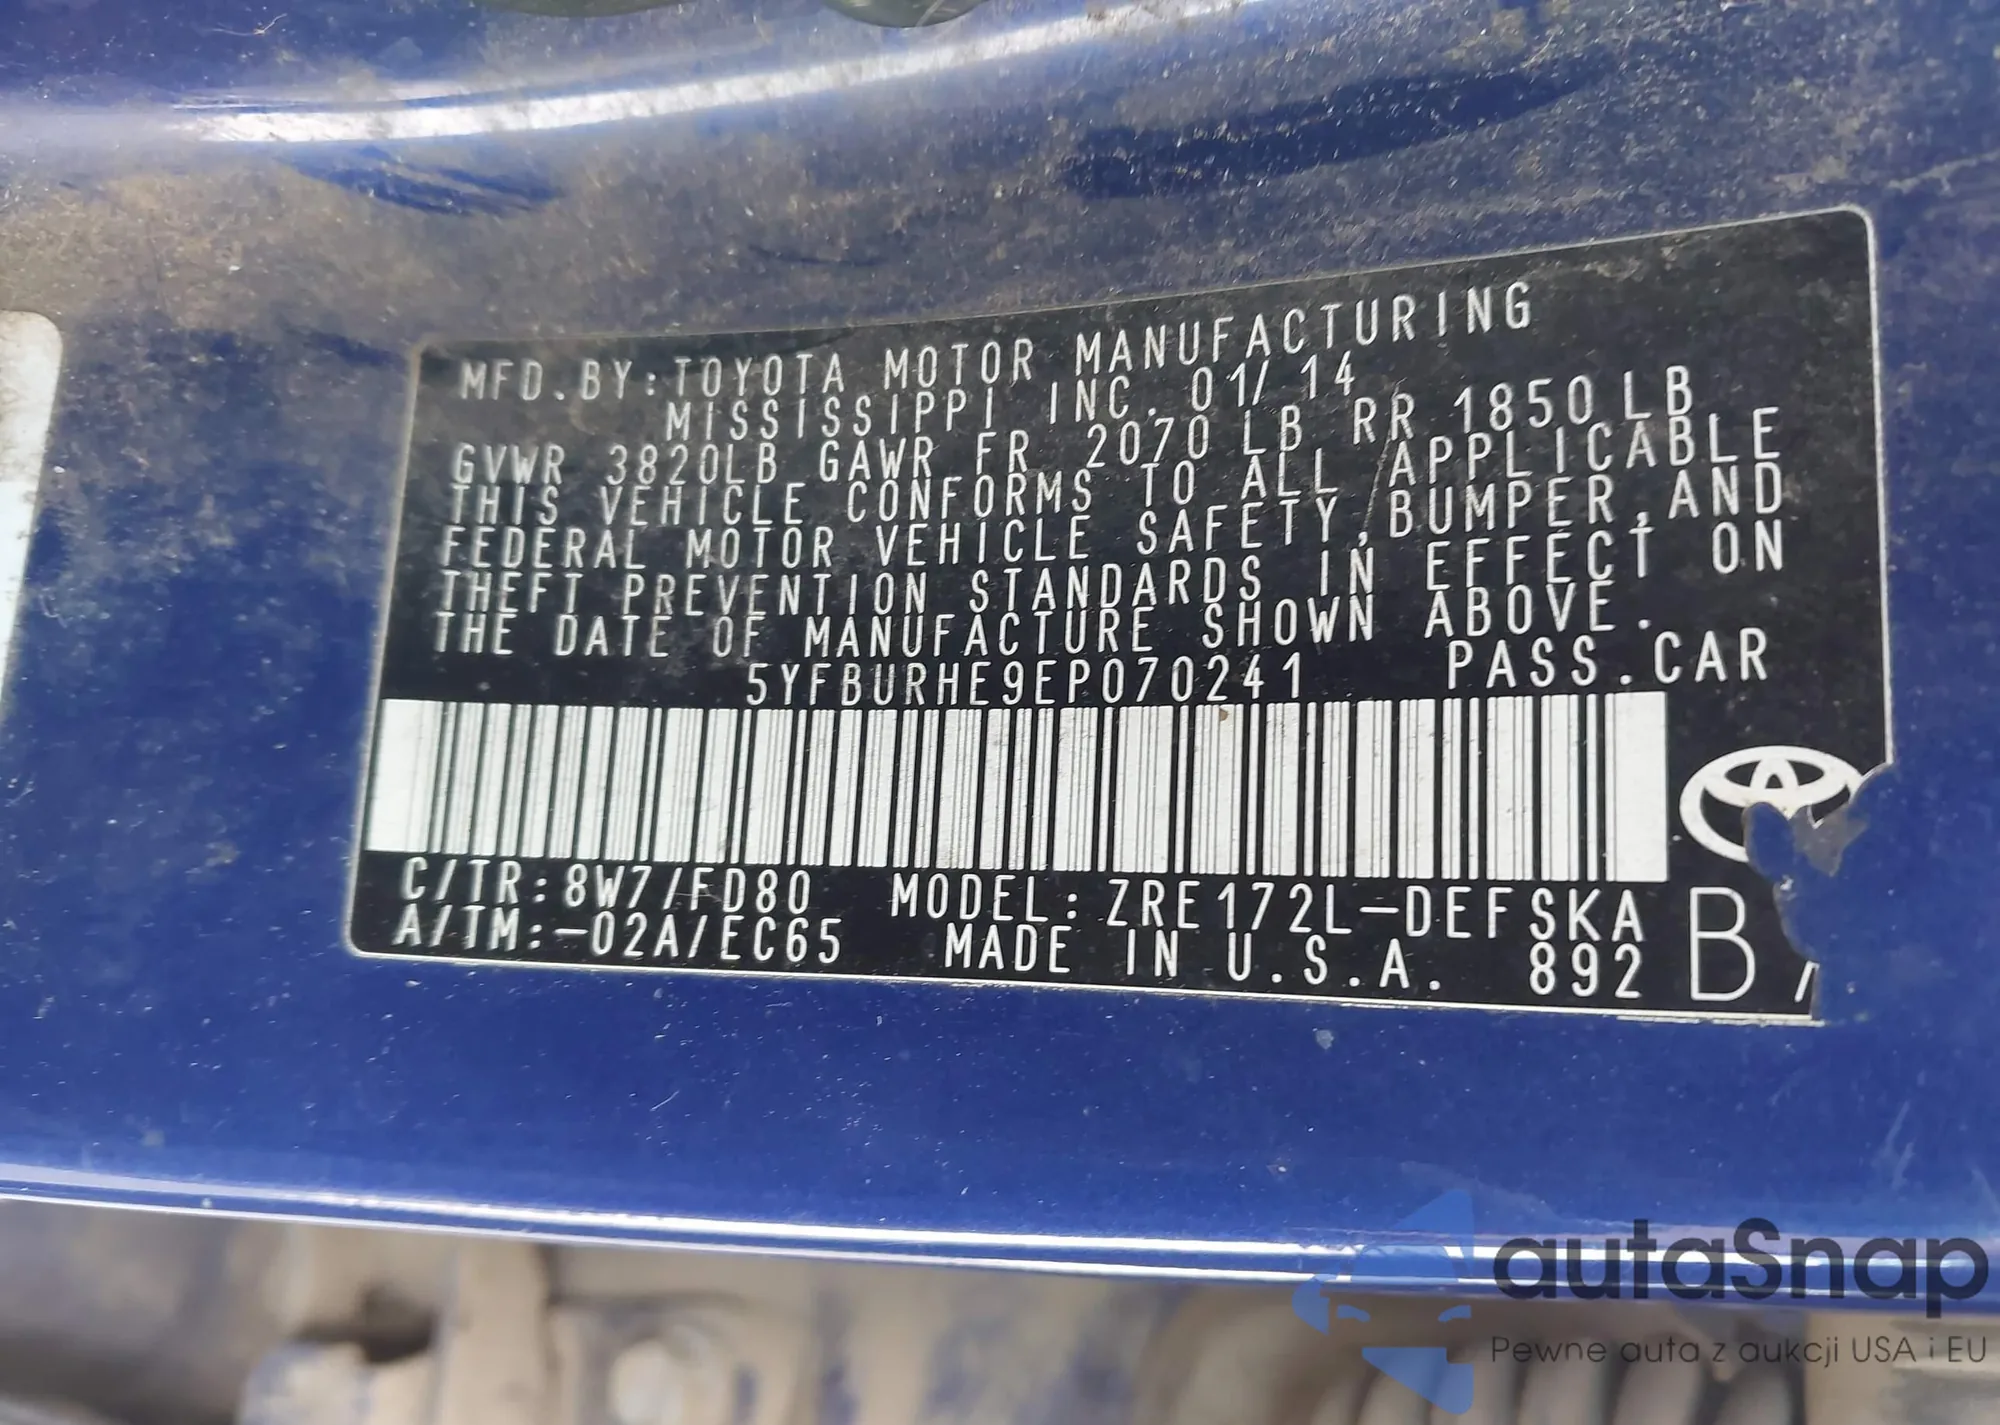 MFD.BY:TOYOTA MOTOR MANUFACTURING
MISSISSIPPI INC. 01/14
GVWR 3820LB GAWR FR 2070 LB RR 1850LB
THIS VEHICLE CONFORMS TO ALL APPLICABLE
FEDERAL MOTOR VEHICLE SAFETY,BUMPER,AND
THEFT PREVENTION STANDARDS IN EFFECT ON
THE DATE OF MANUFACTURE SHOWN ABOVE.
5YFBURHE9EP070241 PASS.CAR
C/TR:8W7/FD80 MODEL:ZRE172L-DEFSKA
A/TM:-02A/EC65 MADE IN U.S.A. 892 B
autaSnap
Pewne auta z aukcji USA i EU